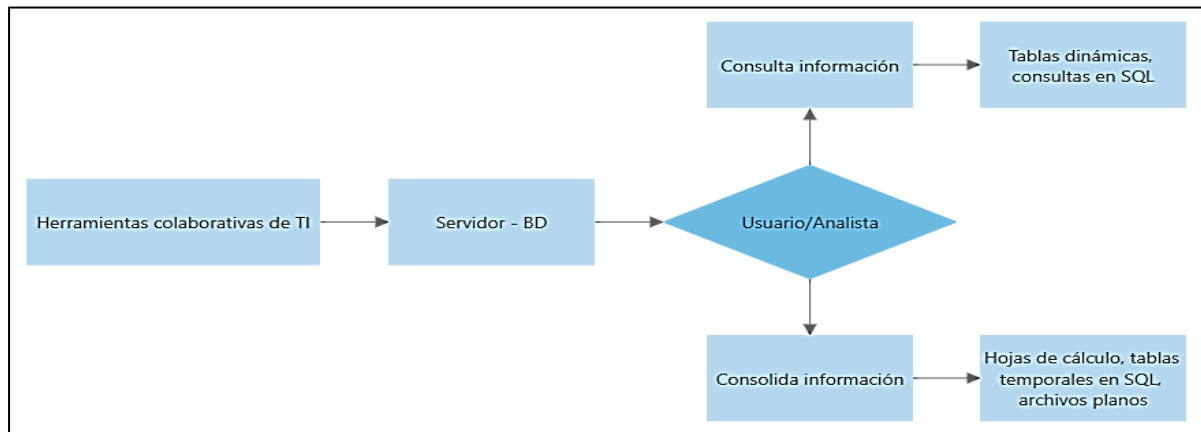 Consulta información
Tablas dinámicas,
consultas en SQL
Herramientas colaborativas de TI
Servidor - BD
Usuario/Analista
Consolida información
Hojas de cálculo, tablas
temporales en SQL,
archivos planos